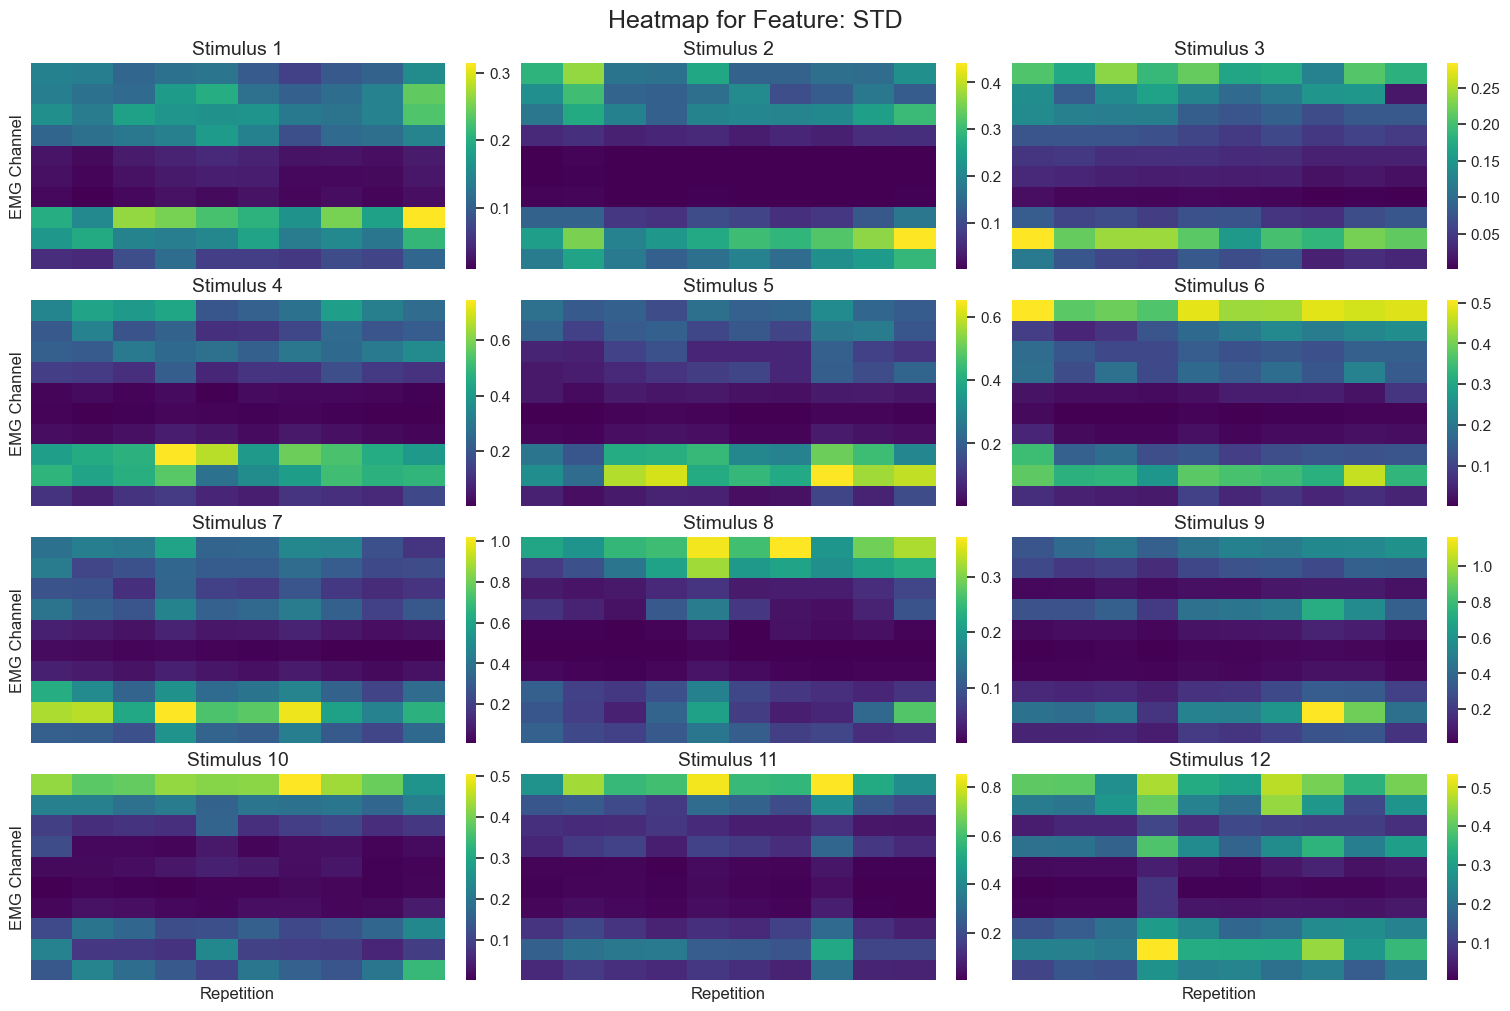 Heatmap for Feature: STD
Stimulus 1
Stimulus 2
Stimulus 3
EMG Channel
0.3
0.2
0.1
0.4
0.3
0.2
0.1
0.25
0.20
0.15
0.10
0.05
Stimulus 4
Stimulus 5
Stimulus 6
EMG Channel
0.6
0.4
0.2
0.6
0.4
0.2
0.5
0.4
0.3
0.2
0.1
Stimulus 7
Stimulus 8
Stimulus 9
EMG Channel
1.0
0.8
0.6
0.4
0.2
0.3
0.2
0.1
1.0
0.8
0.6
0.4
0.2
Stimulus 10
Stimulus 11
Stimulus 12
EMG Channel
0.5
0.4
0.3
0.2
0.1
0.8
0.6
0.4
0.2
0.5
0.4
0.3
0.2
0.1
Repetition
Repetition
Repetition